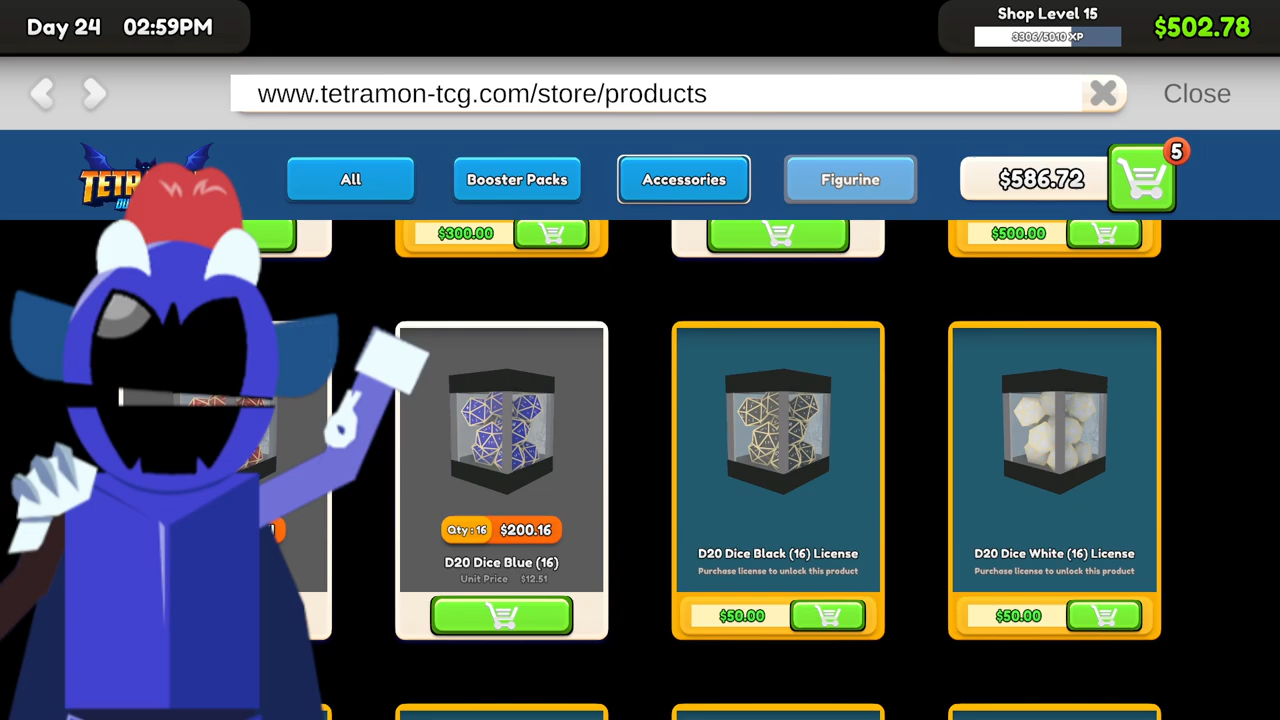 Day 24 02:59PM
Shop Level 15
3306/5010 XP
$502.78
www.tetramon-tcg.com/store/products
Close
All
Booster Packs
Accessories
Figurine
$586.72
5
$300.00
$500.00
Qty : 16 $200.16
D20 Dice Blue (16)
Unit Price $12.51
D20 Dice Black (16) License
Purchase license to unlock this product
$50.00
D20 Dice White (16) License
Purchase license to unlock this product
$50.00